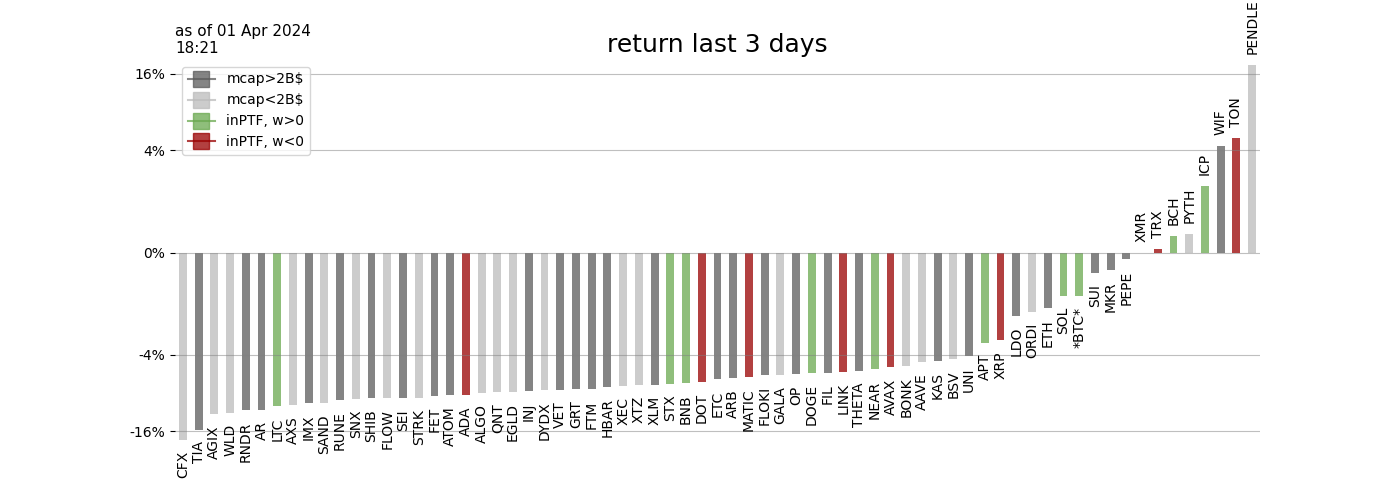 as of 01 Apr 2024
18:21
return last 3 days
mcap>2B$
mcap<2B$
inPTF, w>0
inPTF, w<0
16%
4%
0%
-4%
-16%
CFX
TIA
AGIX
WLD
RNDR
AR
LTC
AXS
IMX
SAND
RUNE
SNX
SHIB
FLOW
SEI
STRK
FET
ATOM
ADA
ALGO
QNT
EGLD
INJ
DYDX
VET
GRT
FTM
HBAR
XEC
XTZ
XLM
STX
BNB
DOT
ETC
ARB
MATIC
FLOKI
GALA
OP
DOGE
FIL
LINK
THETA
NEAR
AVAX
BONK
AAVE
KAS
BSV
UNI
APT
XRP
LDO
ORDI
ETH
SOL
*BTC*
SUI
MKR
PEPE
XMR
TRX
BCH
PYTH
ICP
WIF
TON
PENDLE